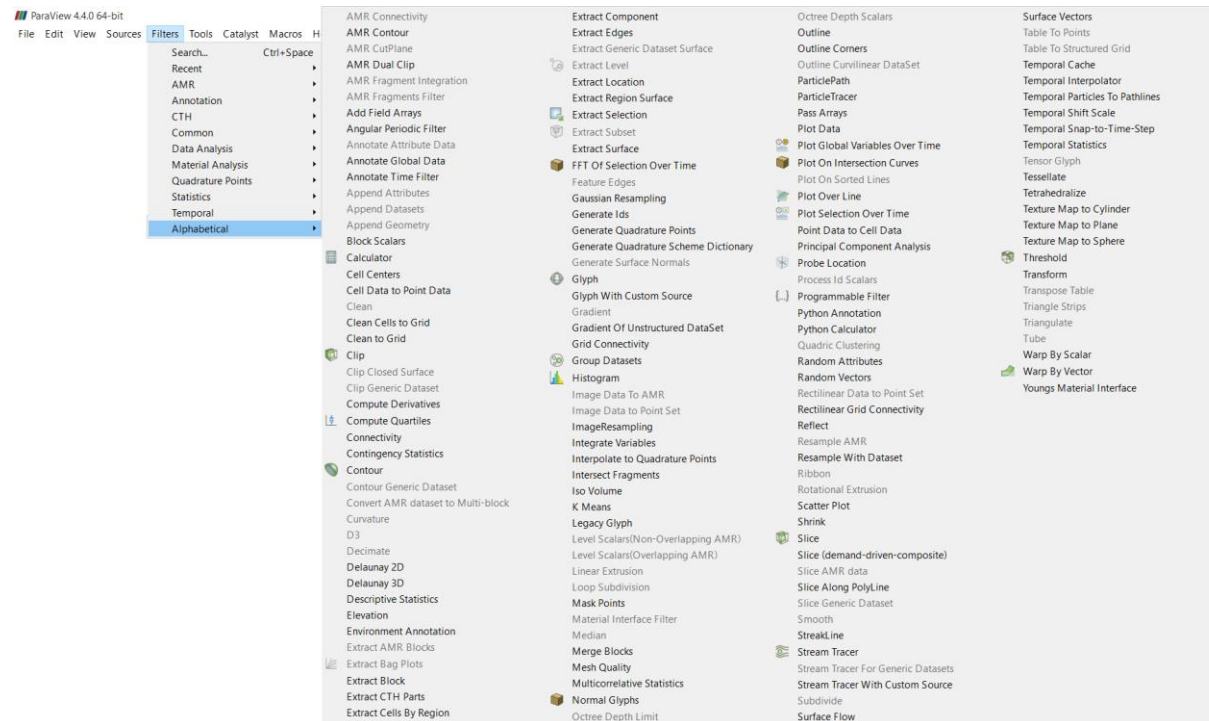 ParaView 4.4.0 64-bit
File Edit View Sources Filters Tools Catalyst Macros H
Search... Ctrl+Space
Recent
AMR
Annotation
CTH
Common
Data Analysis
Material Analysis
Quadrature Points
Statistics
Temporal
Alphabetical
AMR Connectivity
AMR Contour
AMR CutPlane
AMR Dual Clip
AMR Fragment Integration
AMR Fragments Filter
Add Field Arrays
Angular Periodic Filter
Annotate Attribute Data
Annotate Global Data
Annotate Time Filter
Append Attributes
Append Datasets
Append Geometry
Block Scalars
Calculator
Cell Centers
Cell Data to Point Data
Clean
Clean Cells to Grid
Clean to Grid
Clip
Clip Closed Surface
Clip Generic Dataset
Compute Derivatives
Compute Quartiles
Connectivity
Contingency Statistics
Contour
Contour Generic Dataset
Convert AMR dataset to Multi-block
Curvature
D3
Decimate
Delaunay 2D
Delaunay 3D
Descriptive Statistics
Elevation
Environment Annotation
Extract AMR Blocks
Extract Bag Plots
Extract Block
Extract CTH Parts
Extract Cells By Region
Extract Component
Extract Edges
Extract Generic Dataset Surface
Extract Level
Extract Location
Extract Region Surface
Extract Selection
Extract Subset
Extract Surface
FFT Of Selection Over Time
Feature Edges
Gaussian Resampling
Generate Ids
Generate Quadrature Points
Generate Quadrature Scheme Dictionary
Generate Surface Normals
Glyph
Glyph With Custom Source
Gradient
Gradient Of Unstructured DataSet
Grid Connectivity
Group Datasets
Histogram
Image Data To AMR
Image Data to Point Set
ImageResampling
Integrate Variables
Interpolate to Quadrature Points
Intersect Fragments
Iso Volume
K Means
Legacy Glyph
Level Scalars(Non-Overlapping AMR)
Level Scalars(Overlapping AMR)
Linear Extrusion
Loop Subdivision
Mask Points
Material Interface Filter
Median
Merge Blocks
Mesh Quality
Multicorrelative Statistics
Normal Glyphs
Octree Depth Limit
Octree Depth Scalars
Outline
Outline Corners
Outline Curvilinear DataSet
ParticlePath
ParticleTracer
Pass Arrays
Plot Data
Plot Global Variables Over Time
Plot On Intersection Curves
Plot On Sorted Lines
Plot Over Line
Plot Selection Over Time
Point Data to Cell Data
Principal Component Analysis
Probe Location
Process Id Scalars
Programmable Filter
Python Annotation
Python Calculator
Quadric Clustering
Random Attributes
Random Vectors
Rectilinear Data to Point Set
Rectilinear Grid Connectivity
Reflect
Resample AMR
Resample With Dataset
Ribbon
Rotational Extrusion
Scatter Plot
Shrink
Slice
Slice (demand-driven-composite)
Slice AMR data
Slice Along PolyLine
Slice Generic Dataset
Smooth
StreakLine
Stream Tracer
Stream Tracer For Generic Datasets
Stream Tracer With Custom Source
Subdivide
Surface Flow
Surface Vectors
Table To Points
Table To Structured Grid
Temporal Cache
Temporal Interpolator
Temporal Particles To Pathlines
Temporal Shift Scale
Temporal Snap-to-Time-Step
Temporal Statistics
Tensor Glyph
Tessellate
Tetrahedralize
Texture Map to Cylinder
Texture Map to Plane
Texture Map to Sphere
Threshold
Transform
Transpose Table
Triangle Strips
Triangulate
Tube
Warp By Scalar
Warp By Vector
Youngs Material Interface